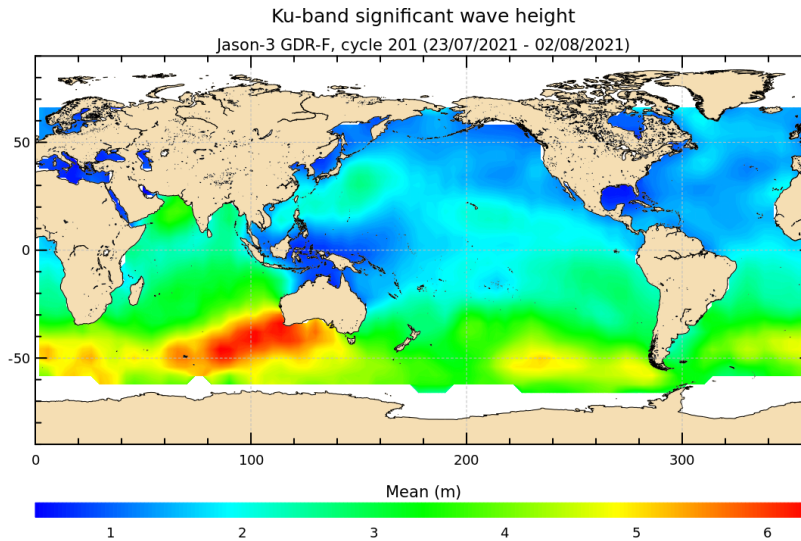 Ku-band significant wave height
Jason-3 GDR-F, cycle 201 (23/07/2021 - 02/08/2021)
50
0
-50
0 100 200 300
Mean (m)
1 2 3 4 5 6